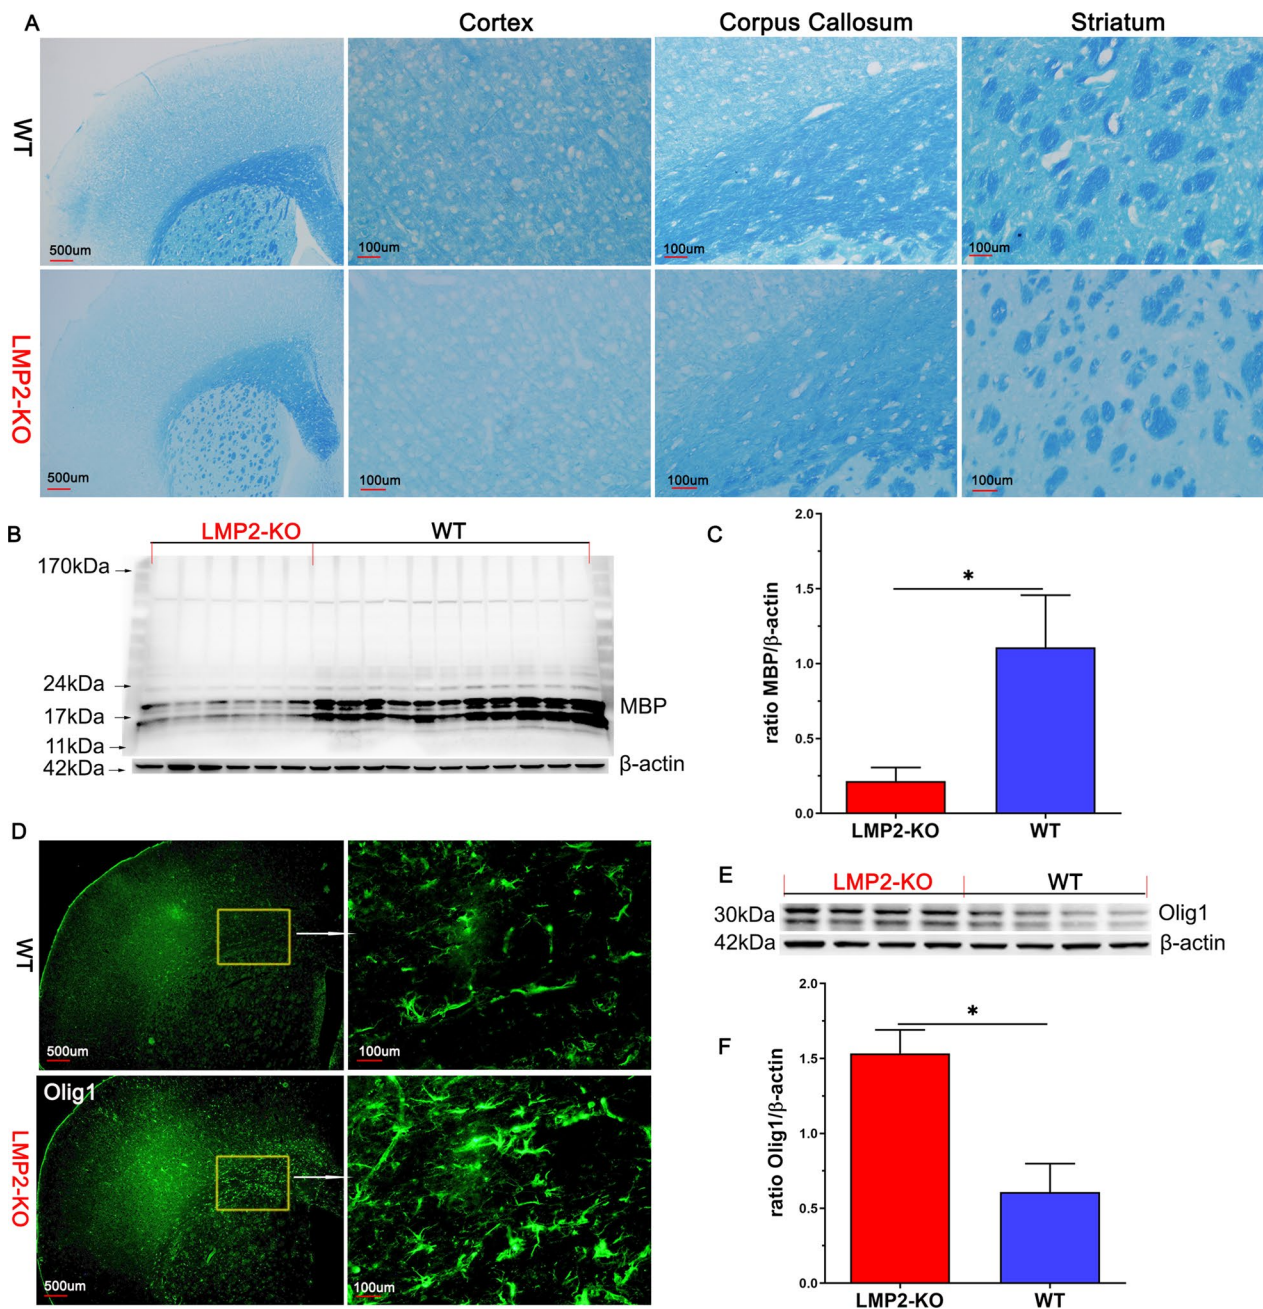 A
Cortex
Corpus Callosum
Striatum
WT
500um
100um
100um
100um
LMP2-KO
500um
100um
100um
100um
B
LMP2-KO
WT
170kDa
24kDa
17kDa
11kDa
42kDa
MBP
β-actin
C
ratio MBP/β-actin
2.0
1.5
1.0
0.5
0.0
*
LMP2-KO
WT
D
WT
500um
100um
Olig1
LMP2-KO
500um
100um
E
LMP2-KO
WT
30kDa
42kDa
Olig1
β-actin
F
ratio Olig1/β-actin
2.0
1.5
1.0
0.5
0.0
*
LMP2-KO
WT